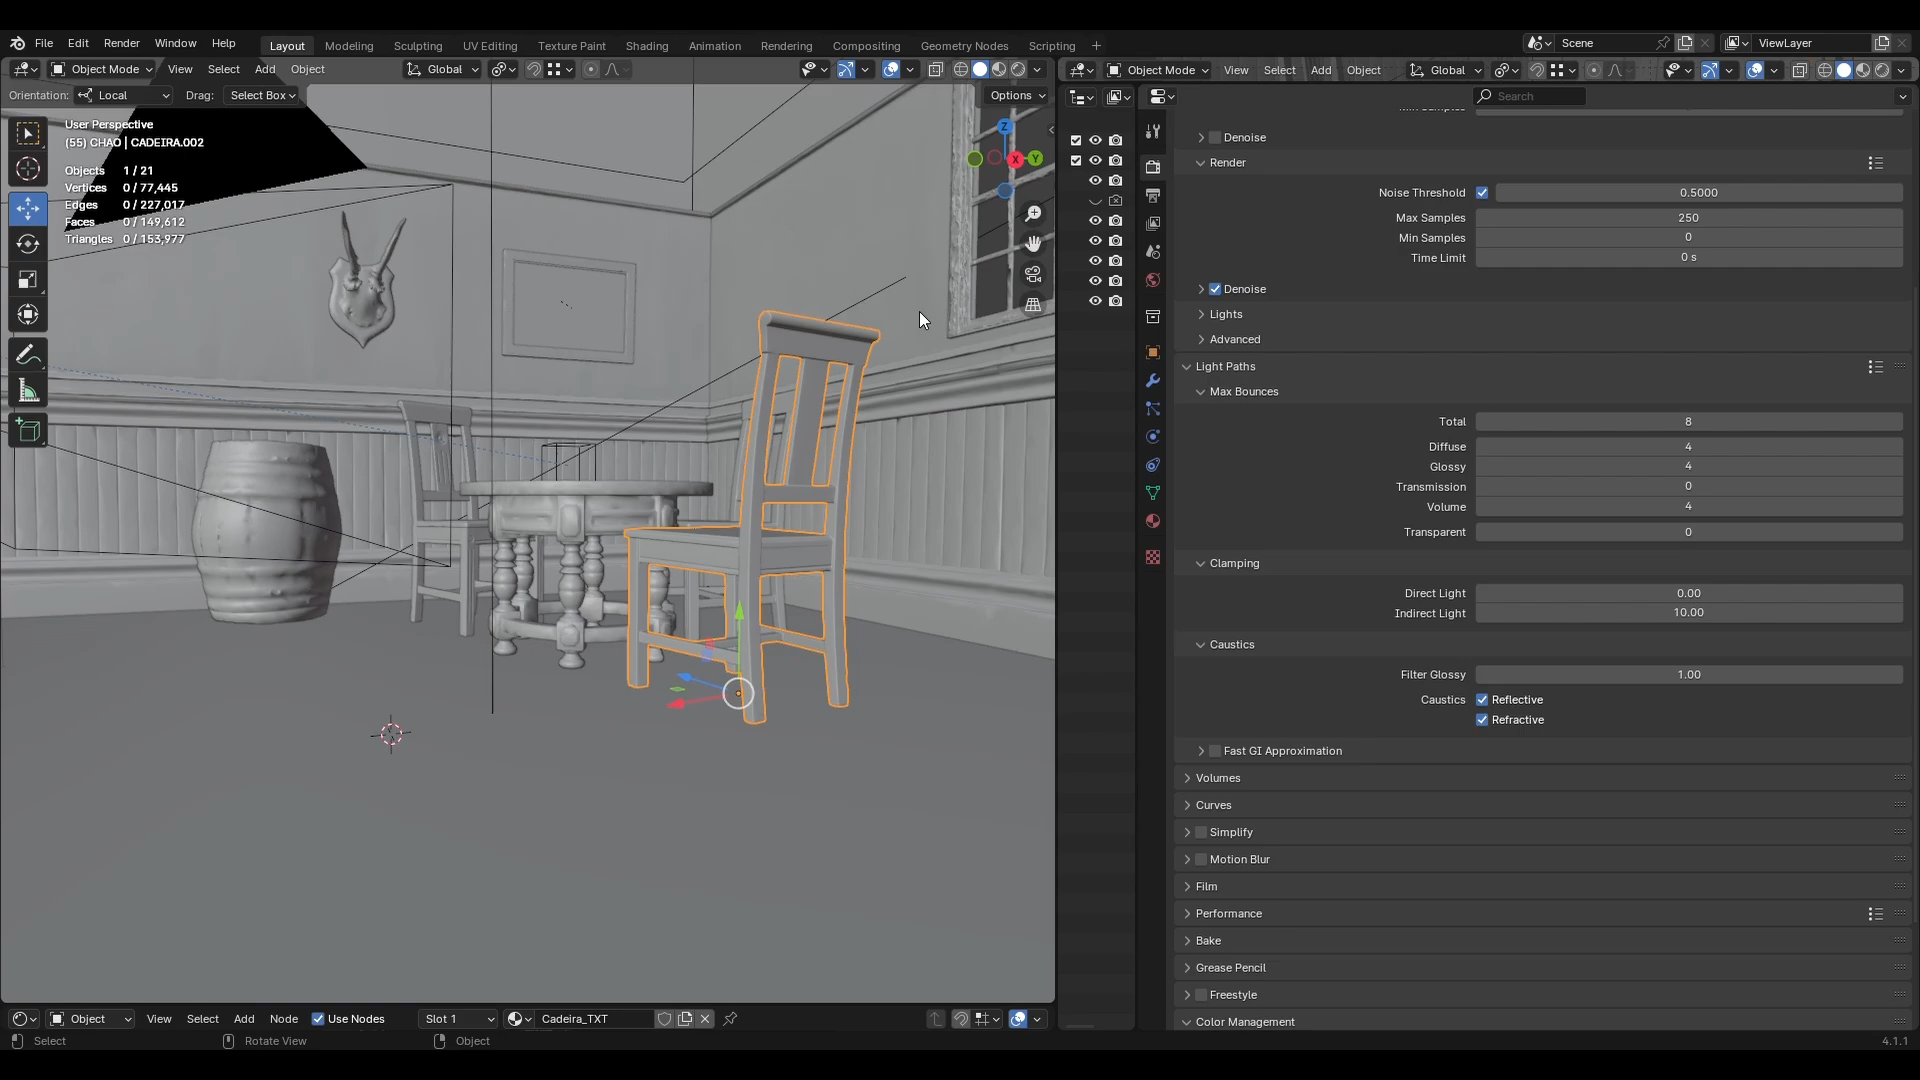 File Edit Render Window Help Layout Modeling Sculpting UV Editing Texture Paint Shading Animation Rendering Compositing Geometry Nodes Scripting + Scene ViewLayer
Object Mode View Select Add Object Global Object Mode View Select Add Object Global
Orientation: Local Drag: Select Box Options Search
User Perspective
(55) CHAO | CADEIRA.002
Objects 1 / 21
Vertices 0 / 77,445
Edges 0 / 227,017
Faces 0 / 149,612
Triangles 0 / 153,977
Z
X
Y
Denoise
Render
Noise Threshold 0.5000
Max Samples 250
Min Samples 0
Time Limit 0 s
Denoise
Lights
Advanced
Light Paths
Max Bounces
Total 8
Diffuse 4
Glossy 4
Transmission 0
Volume 4
Transparent 0
Clamping
Direct Light 0.00
Indirect Light 10.00
Caustics
Filter Glossy 1.00
Caustics Reflective
Refractive
Fast GI Approximation
Volumes
Curves
Simplify
Motion Blur
Film
Performance
Bake
Grease Pencil
Freestyle
Color Management
Object View Select Add Node Use Nodes Slot 1 Cadeira_TXT
Select Rotate View Object 4.1.1